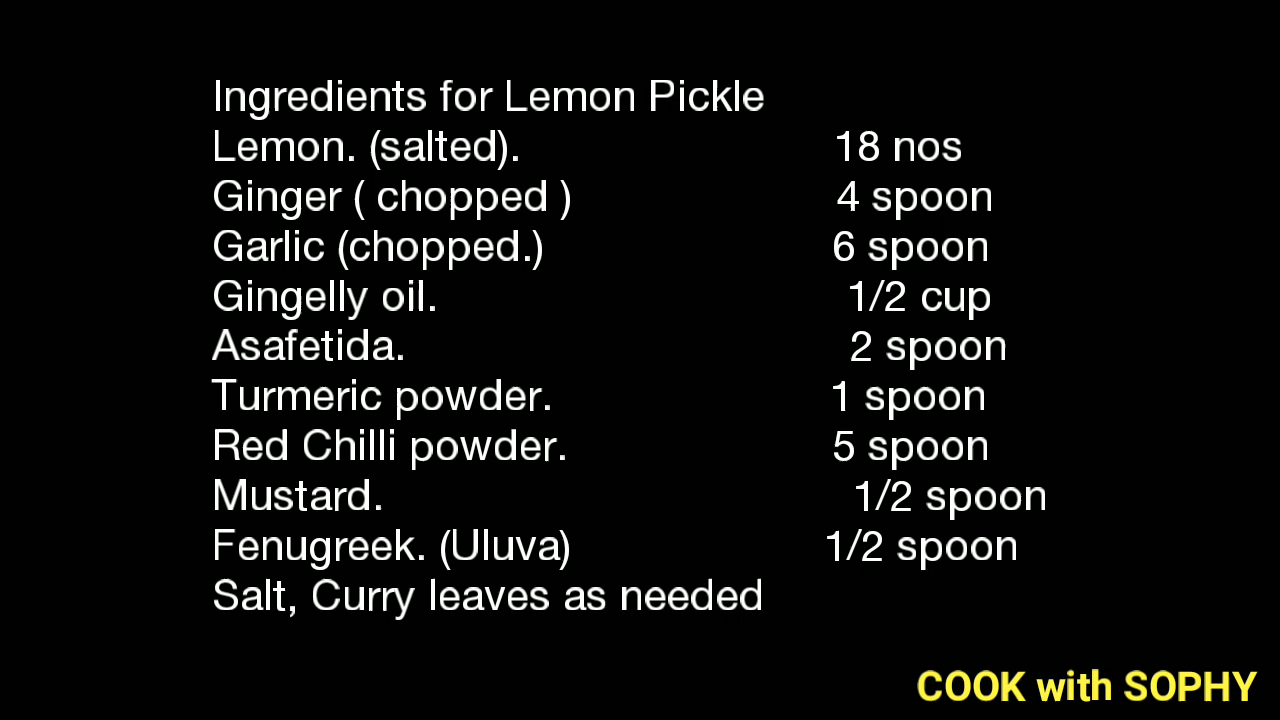 Ingredients for Lemon Pickle
Lemon. (salted). 18 nos
Ginger ( chopped ) 4 spoon
Garlic (chopped.) 6 spoon
Gingelly oil. 1/2 cup
Asafetida. 2 spoon
Turmeric powder. 1 spoon
Red Chilli powder. 5 spoon
Mustard. 1/2 spoon
Fenugreek. (Uluva) 1/2 spoon
Salt, Curry leaves as needed
COOK with SOPHY